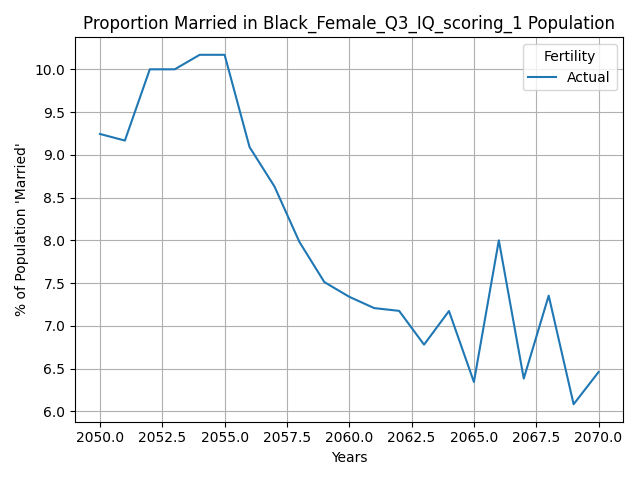 Proportion Married in Black_Female_Q3_IQ_scoring_1 Population
Fertility
Actual
% of Population 'Married'
10.0
9.5
9.0
8.5
8.0
7.5
7.0
6.5
6.0
2050.0 2052.5 2055.0 2057.5 2060.0 2062.5 2065.0 2067.5 2070.0
Years